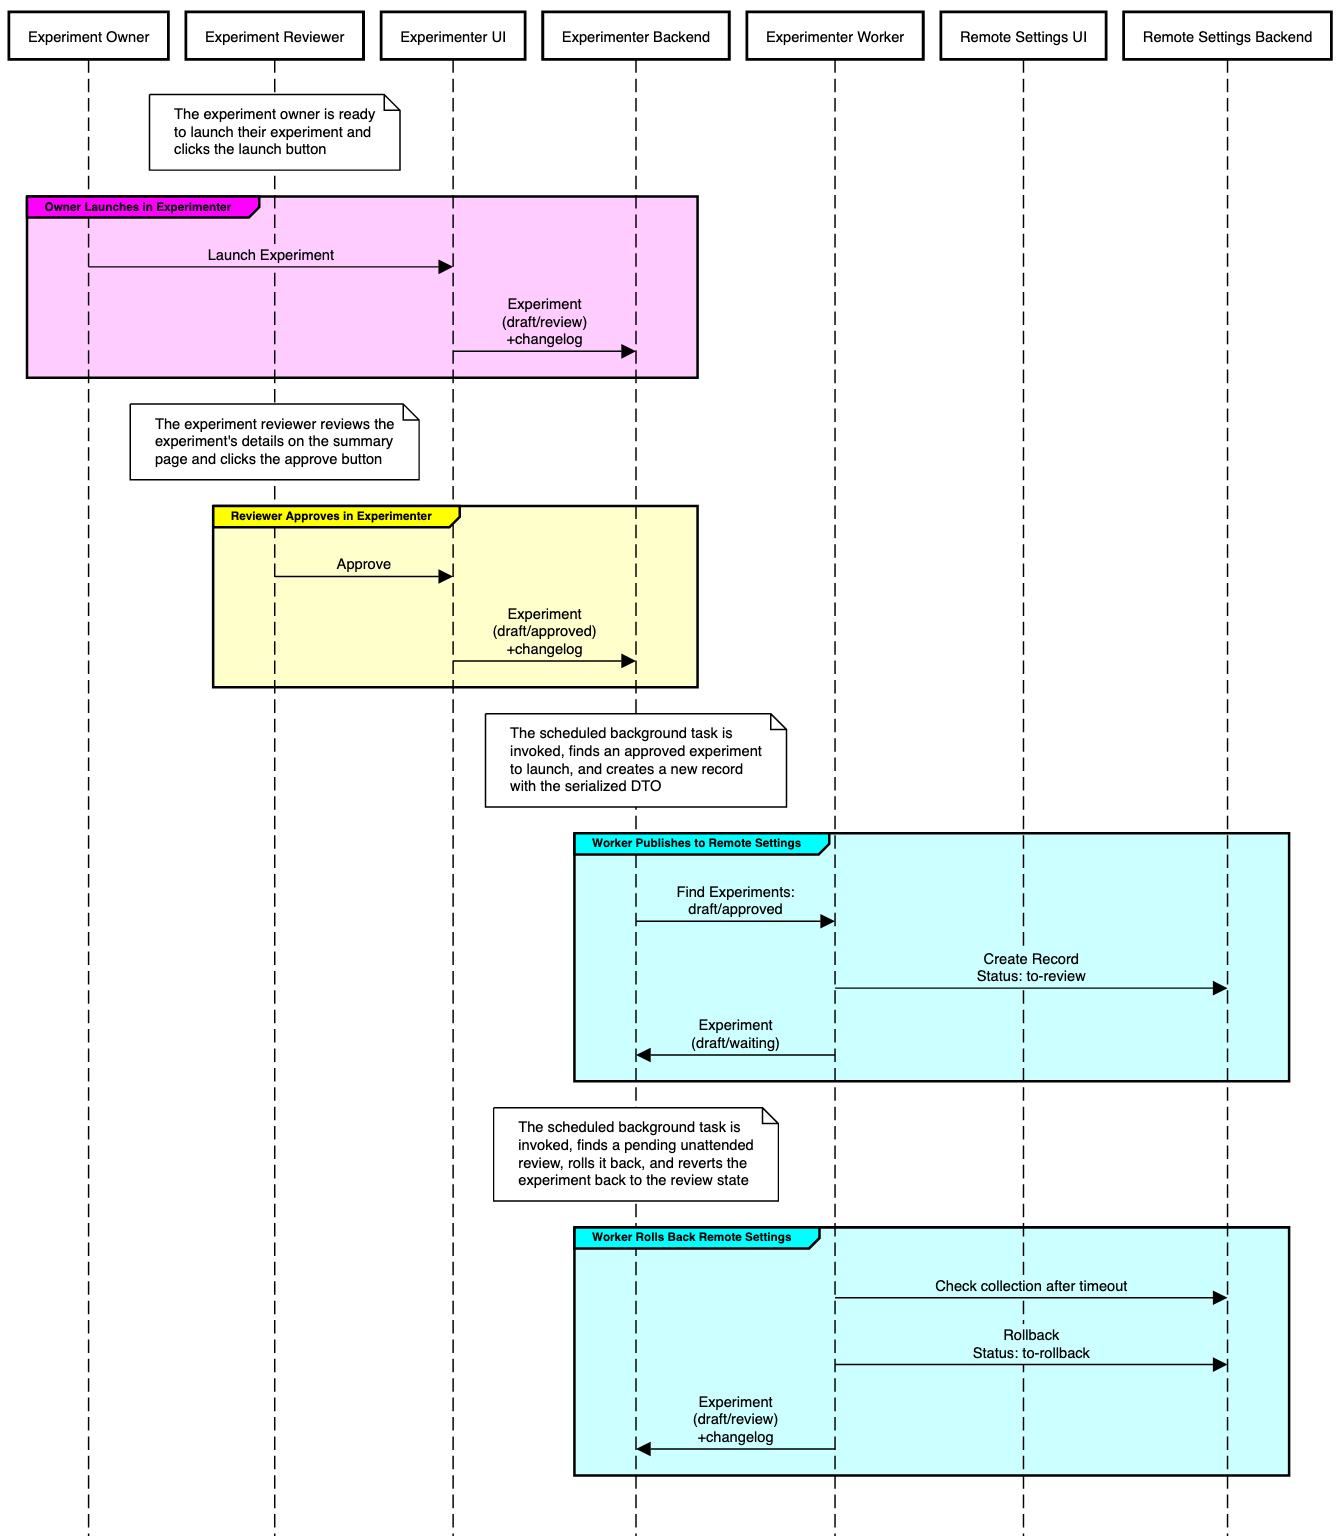 Experiment Owner
Experiment Reviewer
Experimenter UI
Experimenter Backend
Experimenter Worker
Remote Settings UI
Remote Settings Backend
The experiment owner is ready
to launch their experiment and
clicks the launch button
Owner Launches in Experimenter
Launch Experiment
Experiment
(draft/review)
+changelog
The experiment reviewer reviews the
experiment's details on the summary
page and clicks the approve button
Reviewer Approves in Experimenter
Approve
Experiment
(draft/approved)
+changelog
The scheduled background task is
invoked, finds an approved experiment
to launch, and creates a new record
with the serialized DTO
Worker Publishes to Remote Settings
Find Experiments:
draft/approved
Create Record
Status: to-review
Experiment
(draft/waiting)
The scheduled background task is
invoked, finds a pending unattended
review, rolls it back, and reverts the
experiment back to the review state
Worker Rolls Back Remote Settings
Check collection after timeout
Rollback
Status: to-rollback
Experiment
(draft/review)
+changelog